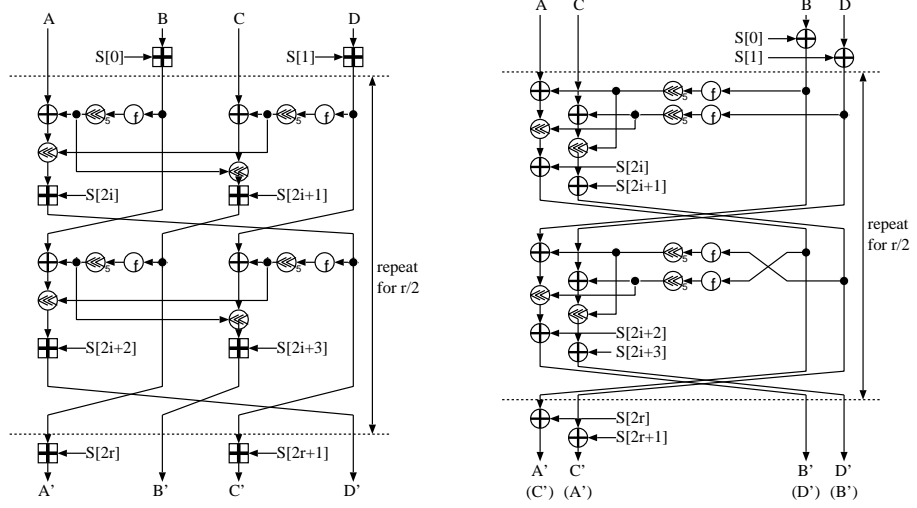 A B C D
S[0] S[1]
<<< 5 f <<< 5 f
<<<
<<<
S[2i] S[2i+1]
<<< 5 f <<< 5 f
<<<
<<<
S[2i+2] S[2i+3]
repeat
for r/2
S[2r] S[2r+1]
A' B' C' D'
A C B D
S[0]
S[1]
<<< 5 f
<<< 5 f
<<<
<<<
S[2i]
S[2i+1]
<<< 5 f
<<< 5 f
<<<
<<<
S[2i+2]
S[2i+3]
repeat
for r/2
S[2r]
S[2r+1]
A' C' B' D'
(C') (A') (D') (B')